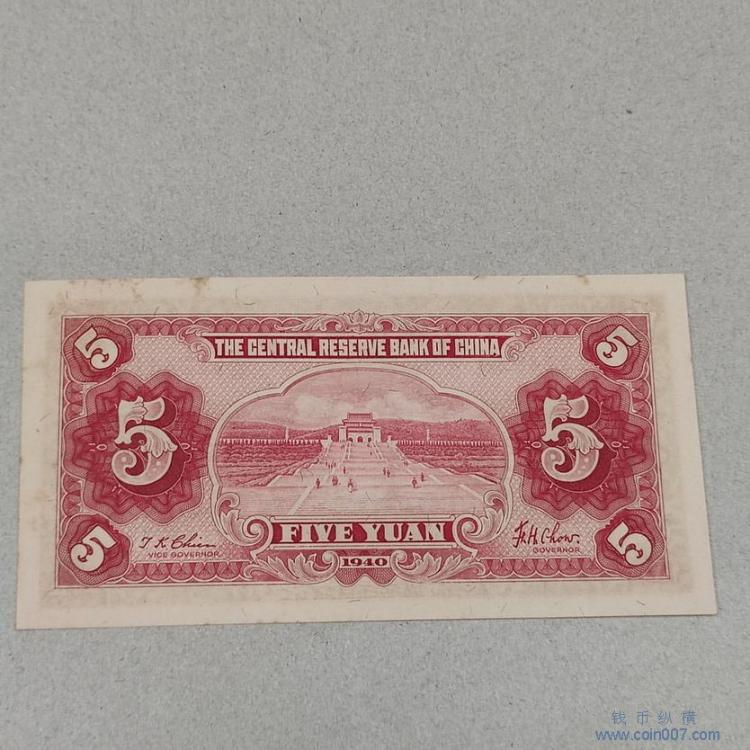 5 5
THE CENTRAL RESERVE BANK OF CHINA
5 5
5 FIVE YUAN 5
T. K. Chien F. H. Chow.
VICE GOVERNOR GOVERNOR
1940
钱币纵横
www.coin007.com